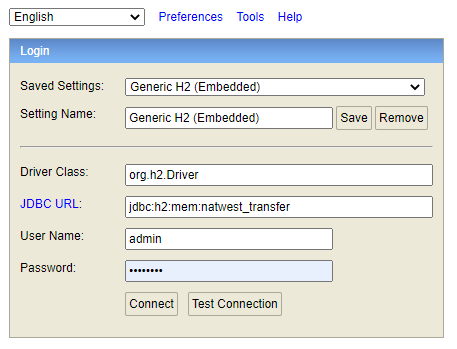 English Preferences Tools Help
Login
Saved Settings: Generic H2 (Embedded)
Setting Name: Generic H2 (Embedded) Save Remove
Driver Class: org.h2.Driver
JDBC URL: jdbc:h2:mem:natwest_transfer
User Name: admin
Password: ••••••••
Connect Test Connection